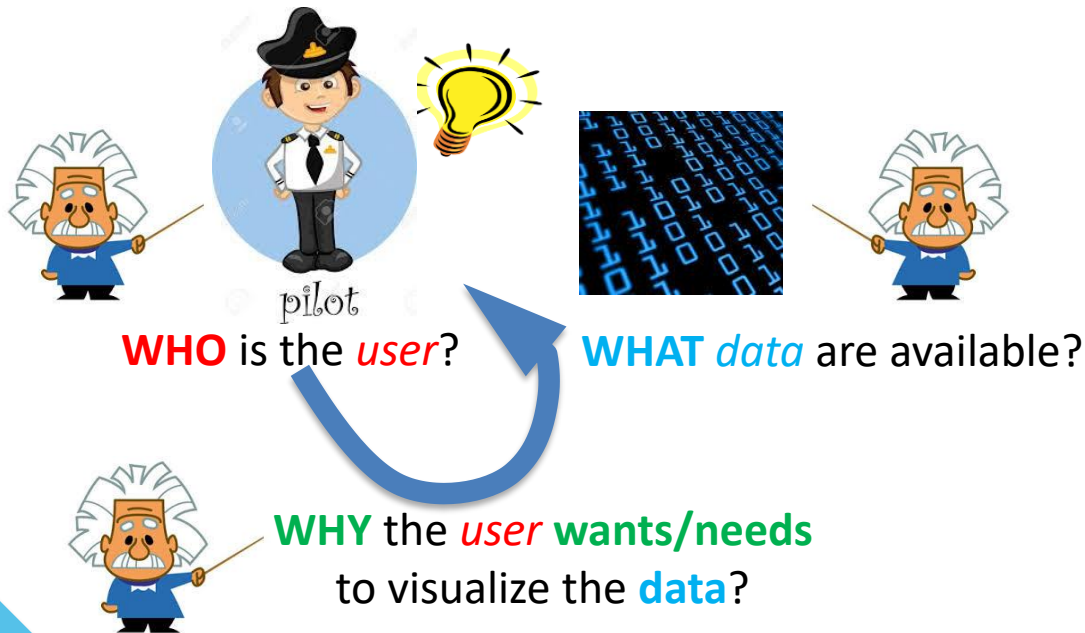 pilot
WHO is the user?
WHAT data are available?
WHY the user wants/needs
to visualize the data?